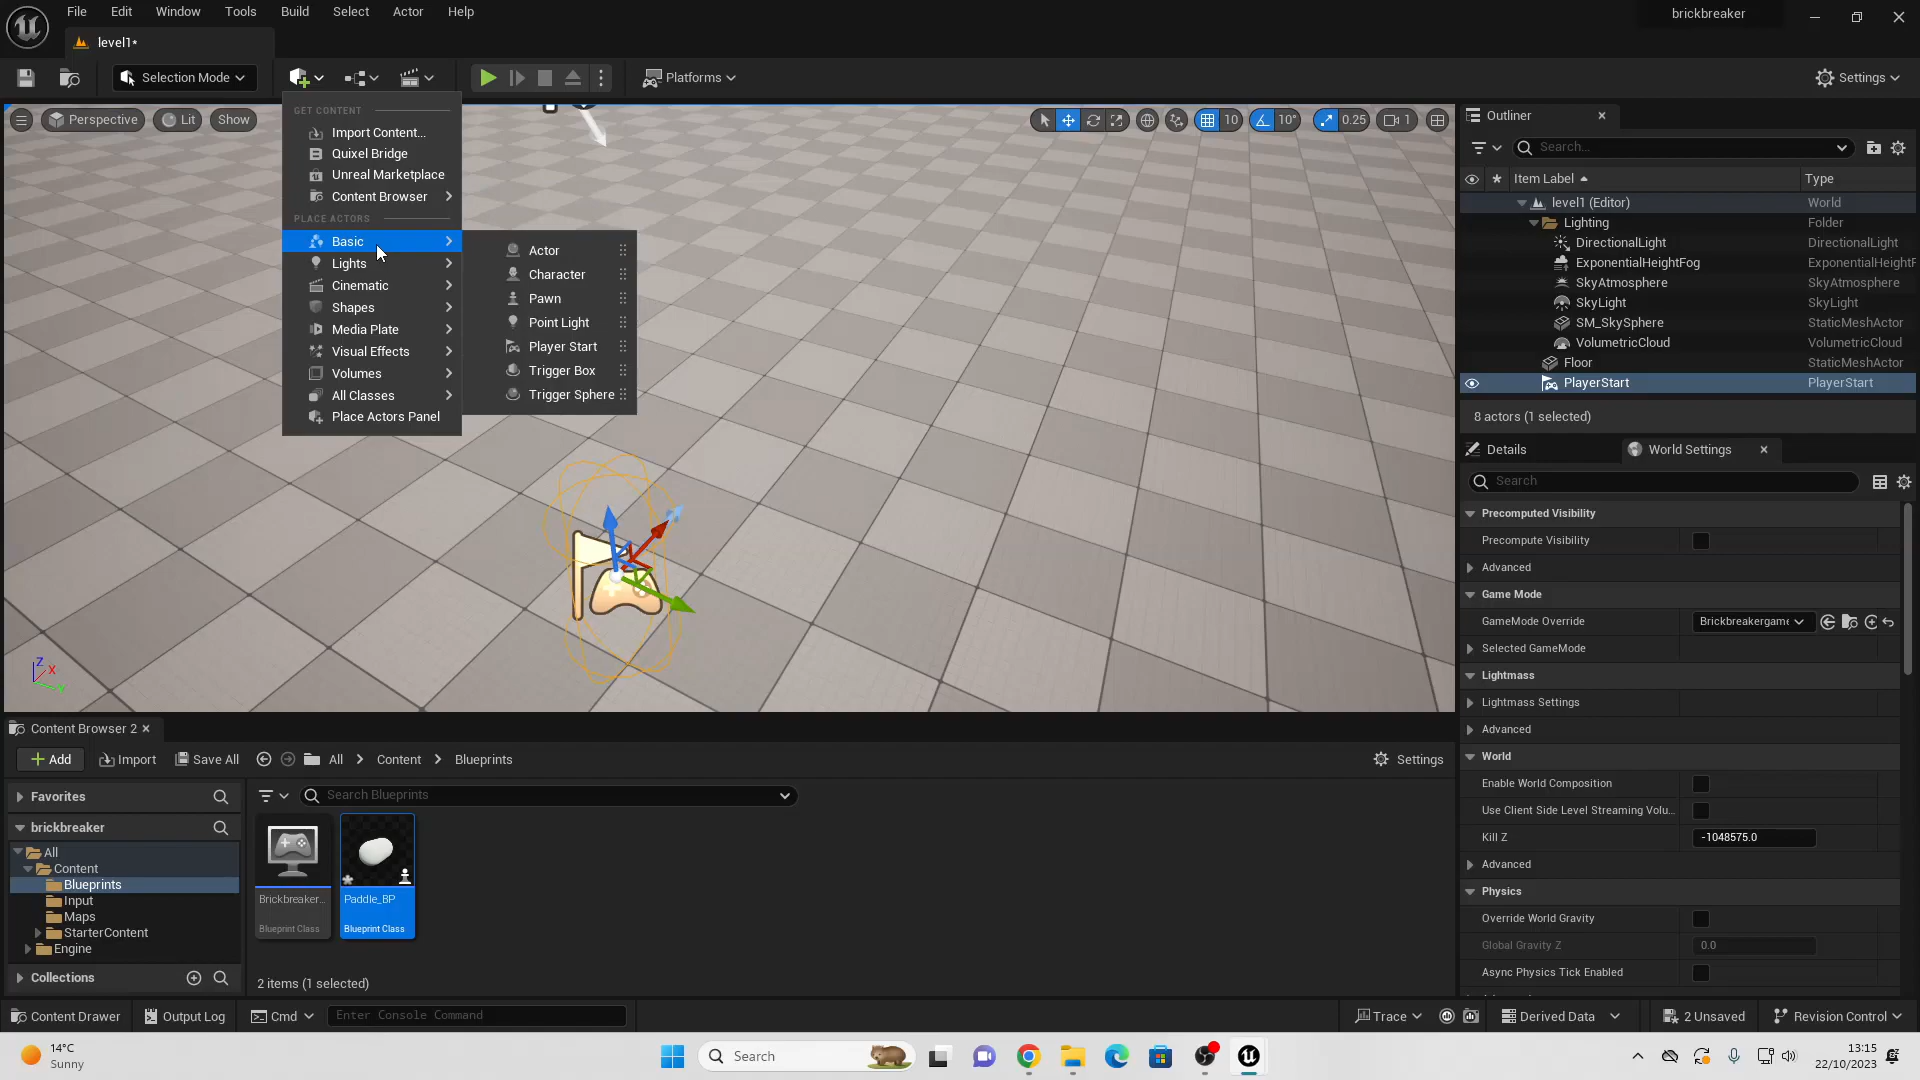 File Edit Window Tools Build Select Actor Help
brickbreaker
level1*
Selection Mode
Platforms
Settings
Perspective Lit Show
10 10° 0.25 1
GET CONTENT
Import Content...
Quixel Bridge
Unreal Marketplace
Content Browser
PLACE ACTORS
Basic
Lights
Cinematic
Shapes
Media Plate
Visual Effects
Volumes
All Classes
Place Actors Panel
Actor
Character
Pawn
Point Light
Player Start
Trigger Box
Trigger Sphere
Z X Y
Outliner
Search...
Item Label Type
level1 (Editor) World
Lighting Folder
DirectionalLight DirectionalLight
ExponentialHeightFog ExponentialHeightF
SkyAtmosphere SkyAtmosphere
SkyLight SkyLight
SM_SkySphere StaticMeshActor
VolumetricCloud VolumetricCloud
Floor StaticMeshActor
PlayerStart PlayerStart
8 actors (1 selected)
Details World Settings
Search
Precomputed Visibility
Precompute Visibility
Advanced
Game Mode
GameMode Override Brickbreakergame
Selected GameMode
Lightmass
Lightmass Settings
Advanced
World
Enable World Composition
Use Client Side Level Streaming Volu...
Kill Z -1048575.0
Advanced
Physics
Override World Gravity
Global Gravity Z 0.0
Async Physics Tick Enabled
Content Browser 2
Add Import Save All All Content Blueprints Settings
Favorites
Search Blueprints
brickbreaker
All
Content
Blueprints
Input
Maps
StarterContent
Engine
Collections
Brickbreaker...
Blueprint Class
Paddle_BP
Blueprint Class
2 items (1 selected)
Content Drawer Output Log Cmd Enter Console Command Trace Derived Data 2 Unsaved Revision Control
14°C
Sunny
Search
13:15
22/10/2023